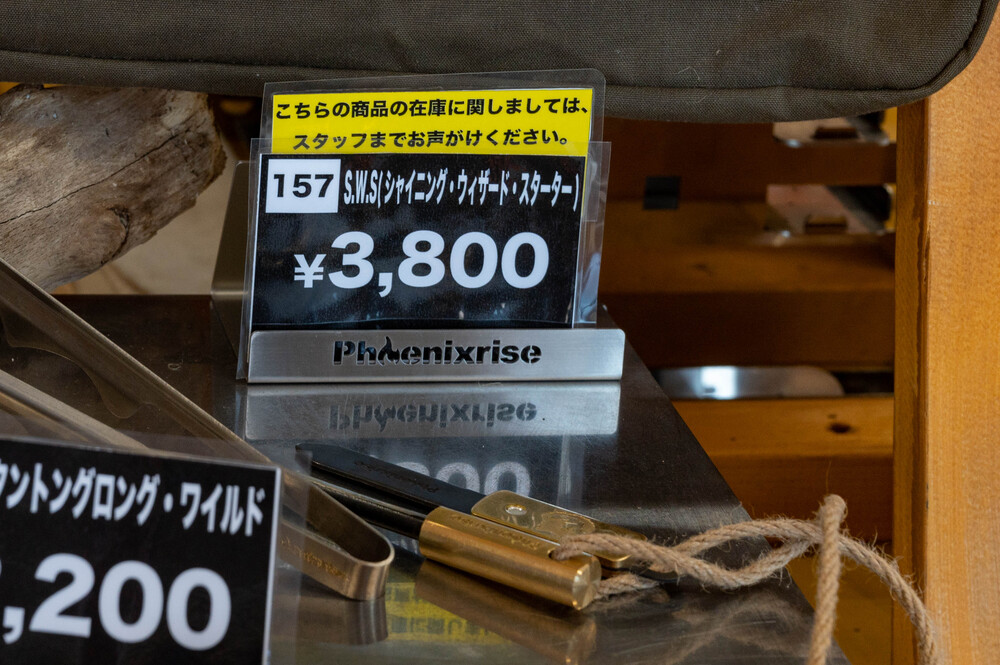 こちらの商品の在庫に関しましては、
スタッフまでお声がけください。
157 S.W.S(シャイニング・ウィザード・スターター)
¥3,800
Phoenixrise
タントングロング・ワイルド
,200